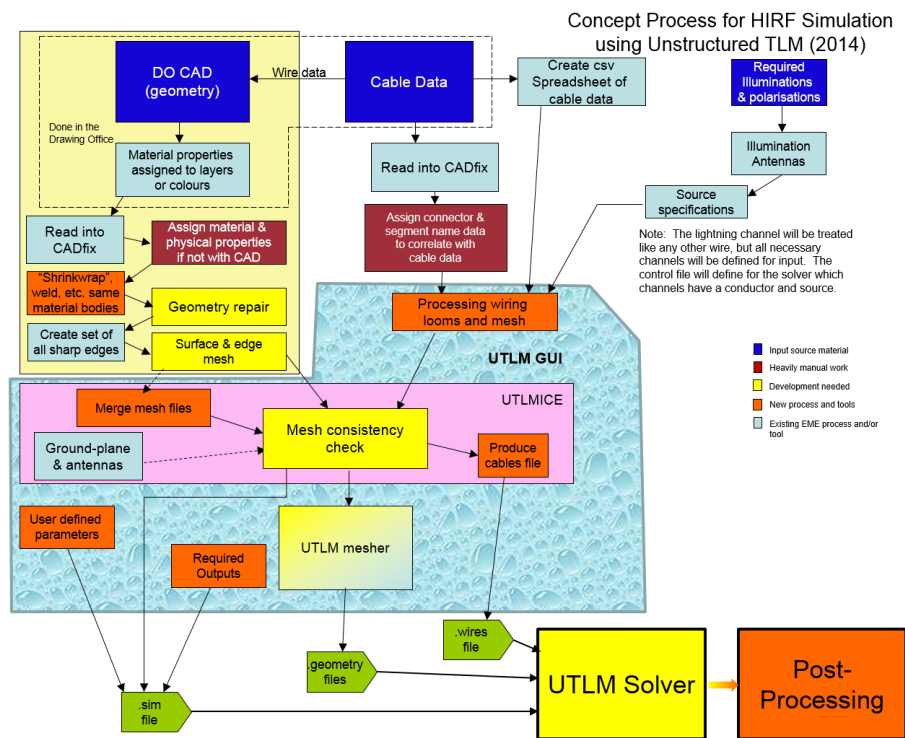 Concept Process for HIRF Simulation
using Unstructured TLM (2014)
DO CAD
(geometry)
Wire data
Cable Data
Create csv
Spreadsheet of
cable data
Required
Illuminations
& polarisations
Done in the
Drawing Office
Material properties
assigned to layers
or colours
Read into CADfix
Illumination
Antennas
Source
specifications
Read into
CADfix
Assign material &
physical properties
if not with CAD
Assign connector &
segment name data
to correlate with
cable data
Note:  The lightning channel will be treated
like any other wire, but all necessary
channels will be defined for input.  The
control file will define for the solver which
channels have a conductor and source.
"Shrinkwrap",
weld, etc. same
material bodies
Geometry repair
Processing wiring
looms and mesh
Create set of
all sharp edges
Surface & edge
mesh
UTLM GUI
Input source material
Heavily manual work
Development needed
New process and tools
Existing EME process and/or
tool
UTLMICE
Merge mesh files
Mesh consistency
check
Ground-plane
& antennas
Produce
cables file
User defined
parameters
Required
Outputs
UTLM mesher
.wires
file
.geometry
files
.sim
file
UTLM Solver
Post-
Processing